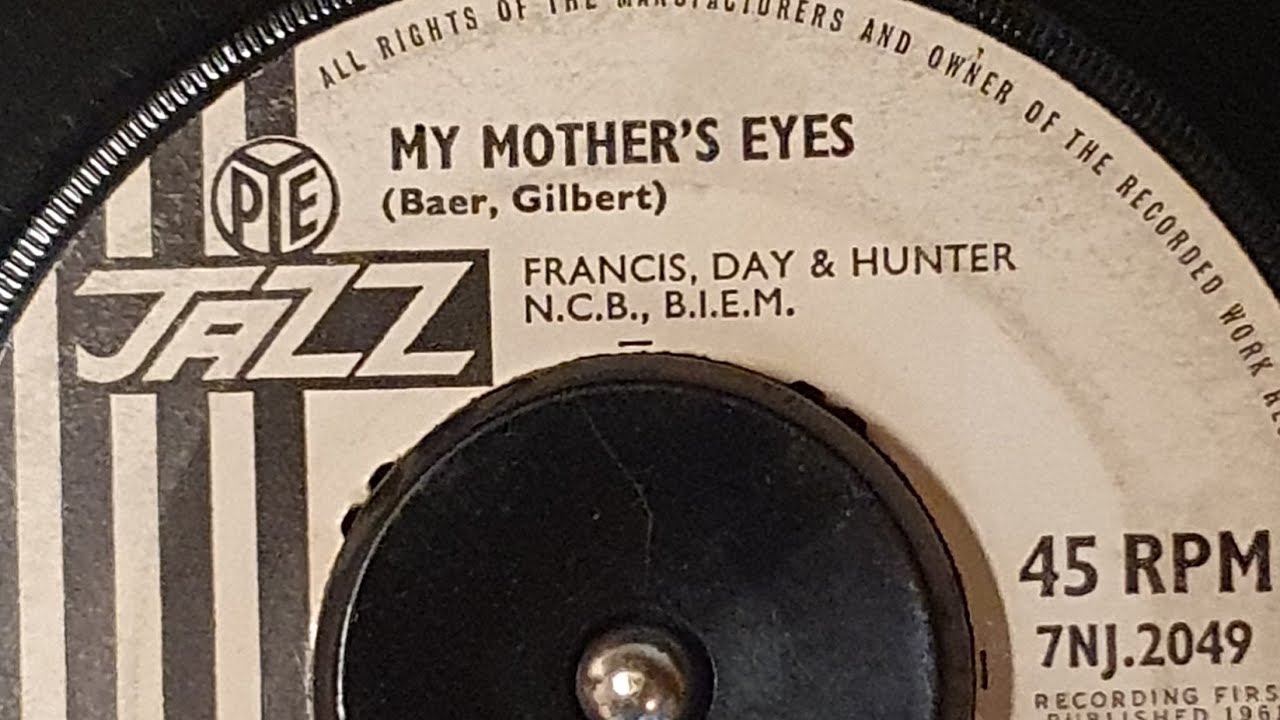 ALL RIGHTS OF THE MANUFACTURERS AND OWNER OF THE RECORDED WORK
MY MOTHER'S EYES
(Baer, Gilbert)
PYE
JAZZ
FRANCIS, DAY & HUNTER
N.C.B., B.I.E.M.
45 RPM
7NJ.2049
RECORDING